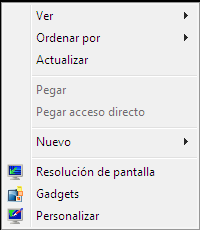 Ver
Ordenar por
Actualizar
Pegar
Pegar acceso directo
Nuevo
Resolución de pantalla
Gadgets
Personalizar